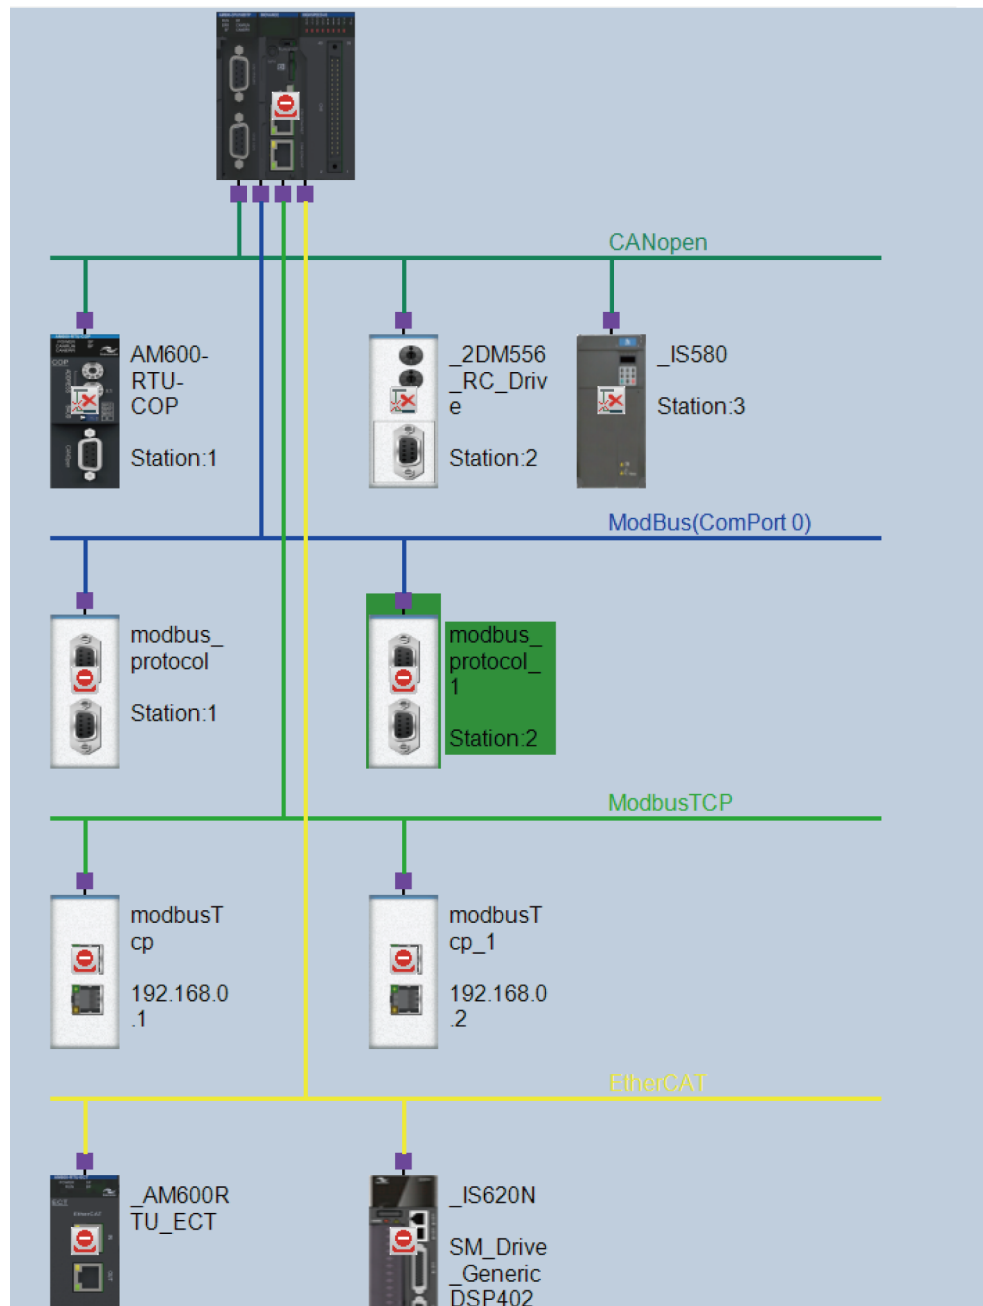 CANopen
AM600-
RTU-
COP
Station:1
_2DM556
_RC_Driv
e
Station:2
_IS580
Station:3
ModBus(ComPort 0)
modbus_
protocol
Station:1
modbus_
protocol_
1
Station:2
ModbusTCP
modbusT
cp
192.168.0
.1
modbusT
cp_1
192.168.0
.2
EtherCAT
_AM600R
TU_ECT
_IS620N
SM_Drive
_Generic
DSP402